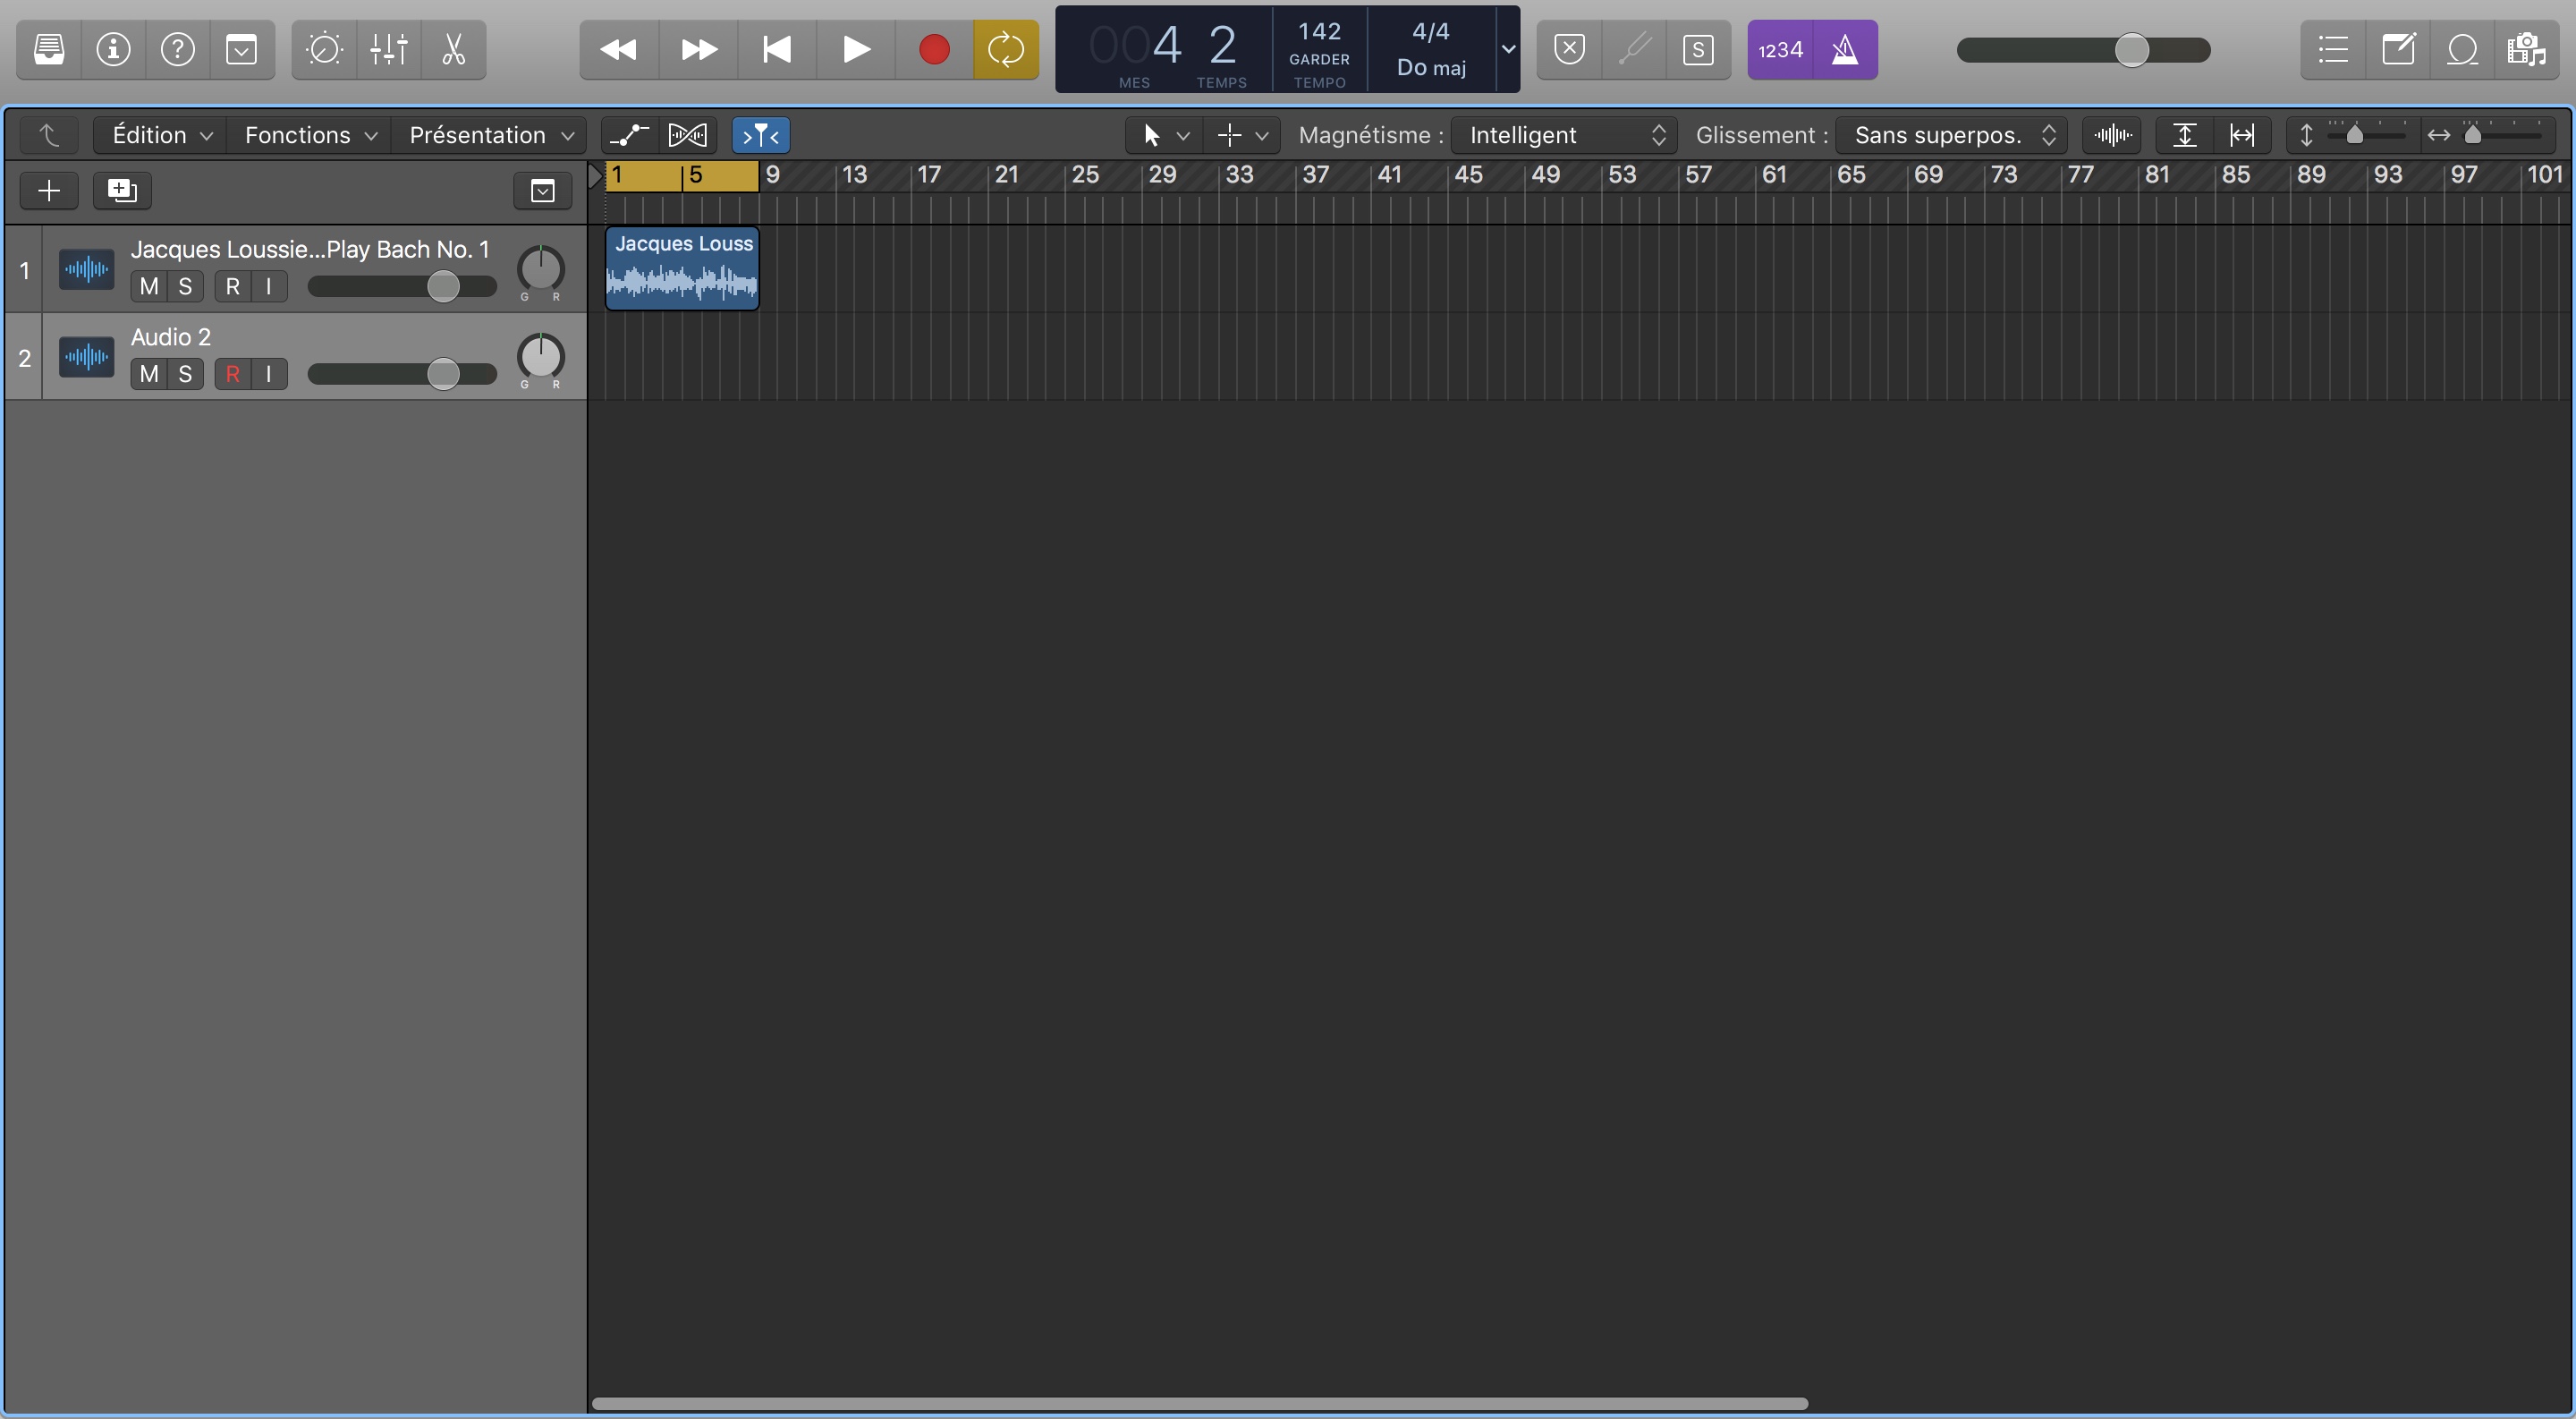 004 2
MES TEMPS
142
GARDER
TEMPO
4/4
Do maj
S
1234
Édition Fonctions Présentation
Magnétisme : Intelligent
Glissement : Sans superpos.
1 5 9 13 17 21 25 29 33 37 41 45 49 53 57 61 65 69 73 77 81 85 89 93 97 101
1
Jacques Loussie...Play Bach No. 1
M S R I
G R
Jacques Louss
2
Audio 2
M S R I
G R